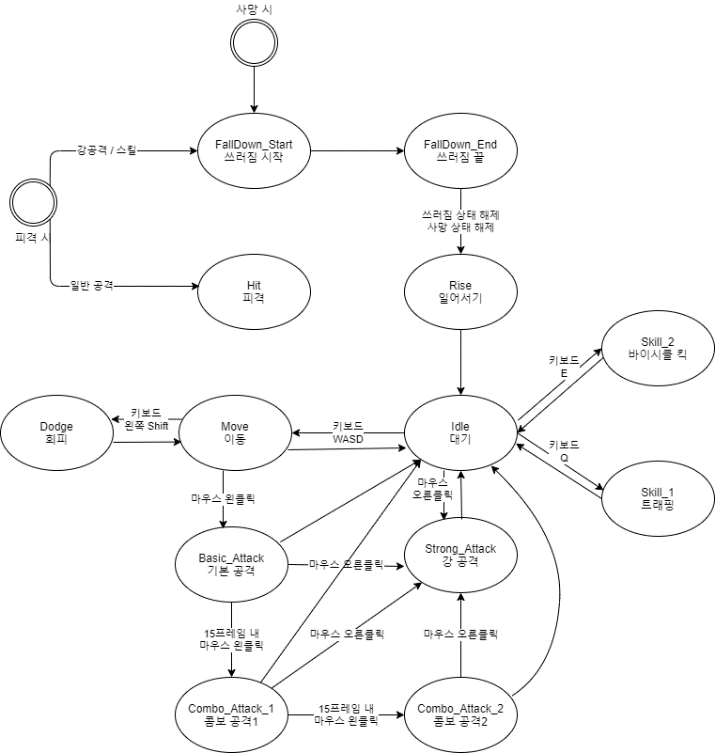 사망 시
FallDown_Start
쓰러짐 시작
FallDown_End
쓰러짐 끝
강공격 / 스킬
피격 시
쓰러짐 상태 해제
사망 상태 해제
일반 공격
Hit
피격
Rise
일어서기
Skill_2
바이시클 킥
키보드
E
Dodge
회피
키보드
왼쪽 Shift
Move
이동
키보드
WASD
Idle
대기
키보드
Q
Skill_1
트래핑
마우스 왼클릭
마우스
오른클릭
Basic_Attack
기본 공격
마우스 오른클릭
Strong_Attack
강 공격
15프레임 내
마우스 왼클릭
마우스 오른클릭
마우스 오른클릭
Combo_Attack_1
콤보 공격1
15프레임 내
마우스 왼클릭
Combo_Attack_2
콤보 공격2